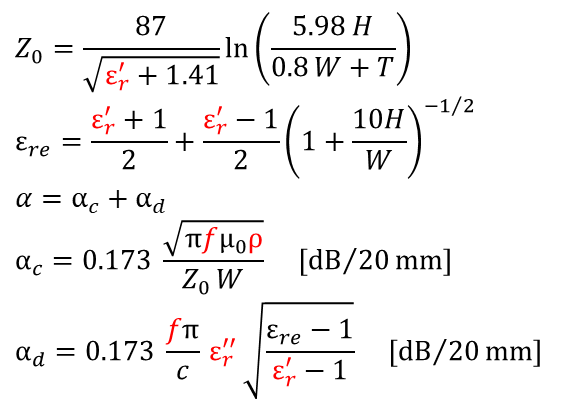 Z₀ = 87 / √(ε′ᵣ + 1.41) ln (5.98 H / (0.8 W + T))
εᵣₑ = (ε′ᵣ + 1) / 2 + (ε′ᵣ − 1) / 2 (1 + 10H / W)^(−1/2)
α = α_c + α_d
α_c = 0.173 √(πfμ₀ρ) / (Z₀ W) [dB/20 mm]
α_d = 0.173 fπ / c ε″ᵣ √((εᵣₑ − 1) / (ε′ᵣ − 1)) [dB/20 mm]